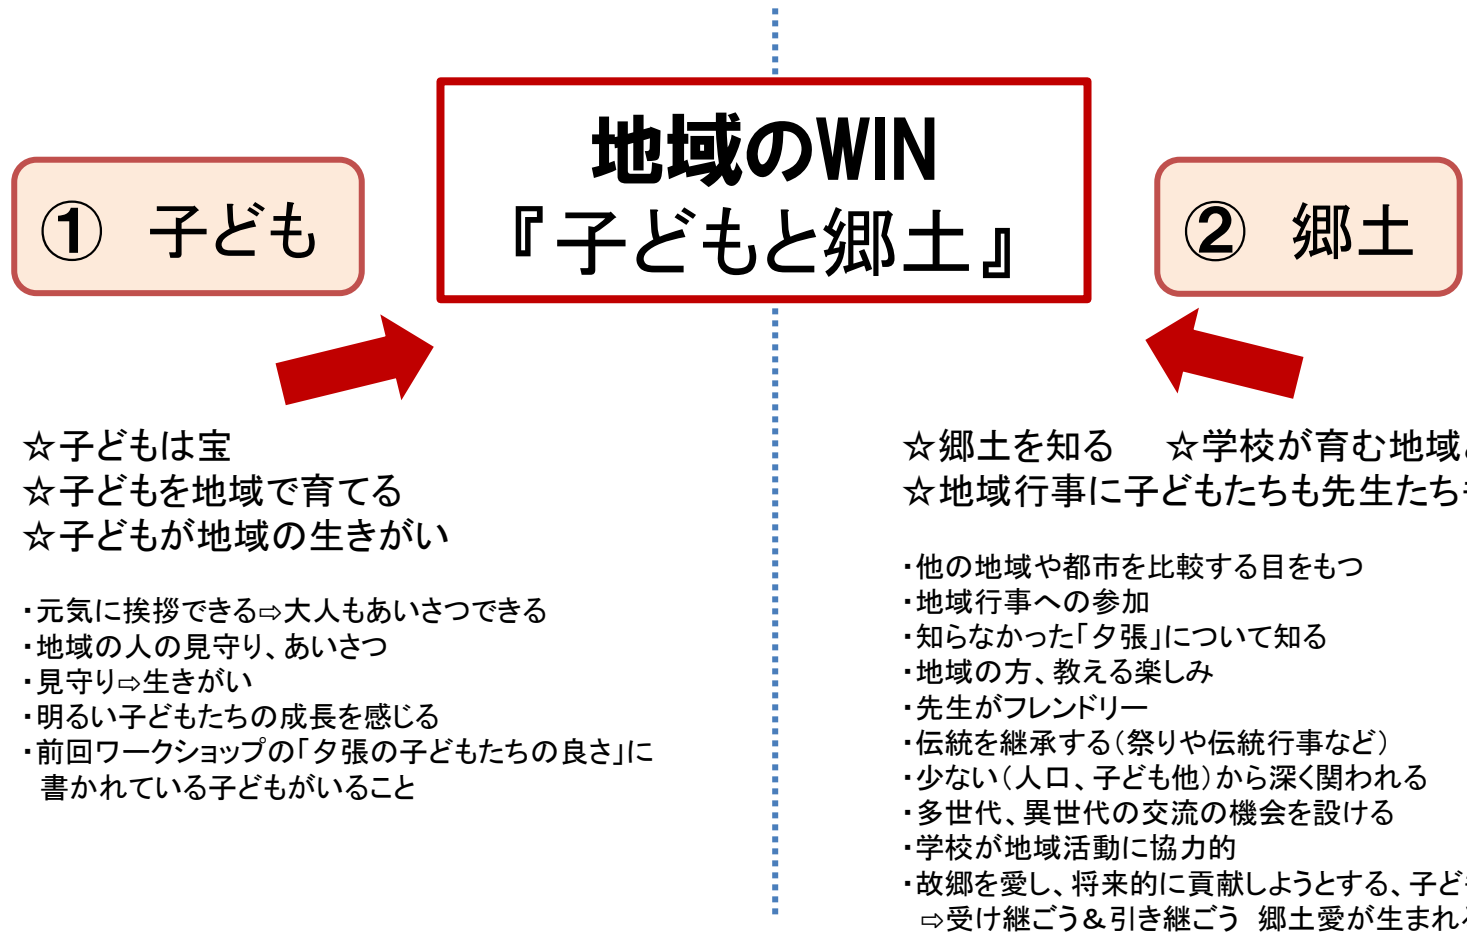 地域のWIN
『子どもと郷土』
① 子ども
☆子どもは宝
☆子どもを地域で育てる
☆子どもが地域の生きがい
・元気に挨拶できる⇨大人もあいさつできる
・地域の人の見守り、あいさつ
・見守り⇨生きがい
・明るい子どもたちの成長を感じる
・前回ワークショップの「夕張の子どもたちの良さ」に
書かれている子どもがいること
② 郷土
☆郷土を知る ☆学校が育む地域
☆地域行事に子どもたちも先生たち
・他の地域や都市を比較する目をもつ
・地域行事への参加
・知らなかった「夕張」について知る
・地域の方、教える楽しみ
・先生がフレンドリー
・伝統を継承する（祭りや伝統行事など）
・少ない（人口、子ども他）から深く関われる
・多世代、異世代の交流の機会を設ける
・学校が地域活動に協力的
・故郷を愛し、将来的に貢献しようとする、子ど
⇨受け継ごう＆引き継ごう 郷土愛が生まれ